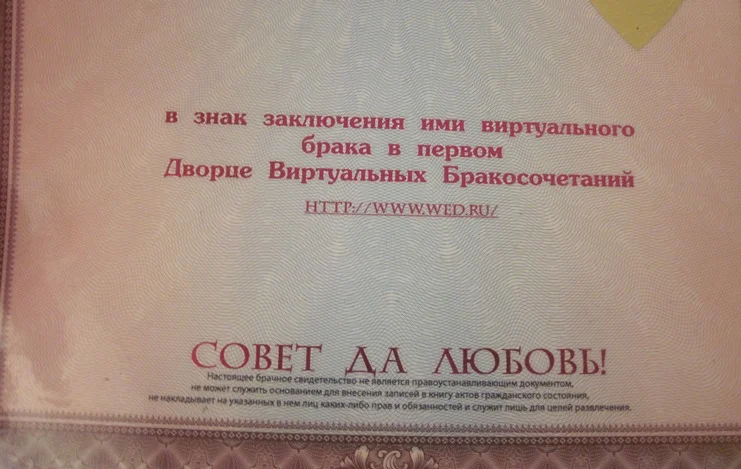 в знак заключения ими виртуального
брака в первом
Дворце Виртуальных Бракосочетаний
HTTP://WWW.WED.RU/
СОВЕТ ДА ЛЮБОВЬ!
Настоящее брачное свидетельство не является правоустанавливающим документом,
не может служить основанием для внесения записей в книгу актов гражданского состояния,
не накладывает на указанных в нем лиц каких-либо прав и обязанностей и служит лишь для целей развлечения.